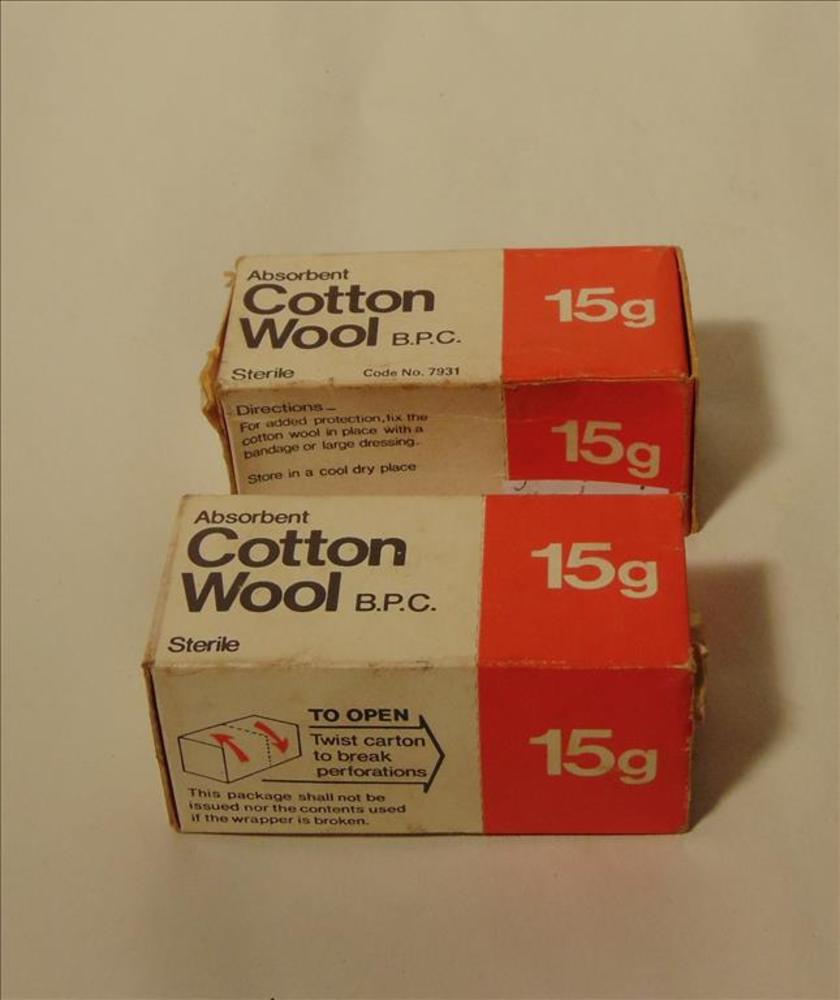 Absorbent
Cotton
Wool B.P.C.
Sterile Code No. 7931
15g
Directions–
For added protection, fix the
cotton wool in place with a
bandage or large dressing.
Store in a cool dry place
15g
Absorbent
Cotton
Wool B.P.C.
Sterile
15g
TO OPEN
Twist carton
to break
perforations
This package shall not be
issued nor the contents used
if the wrapper is broken.
15g